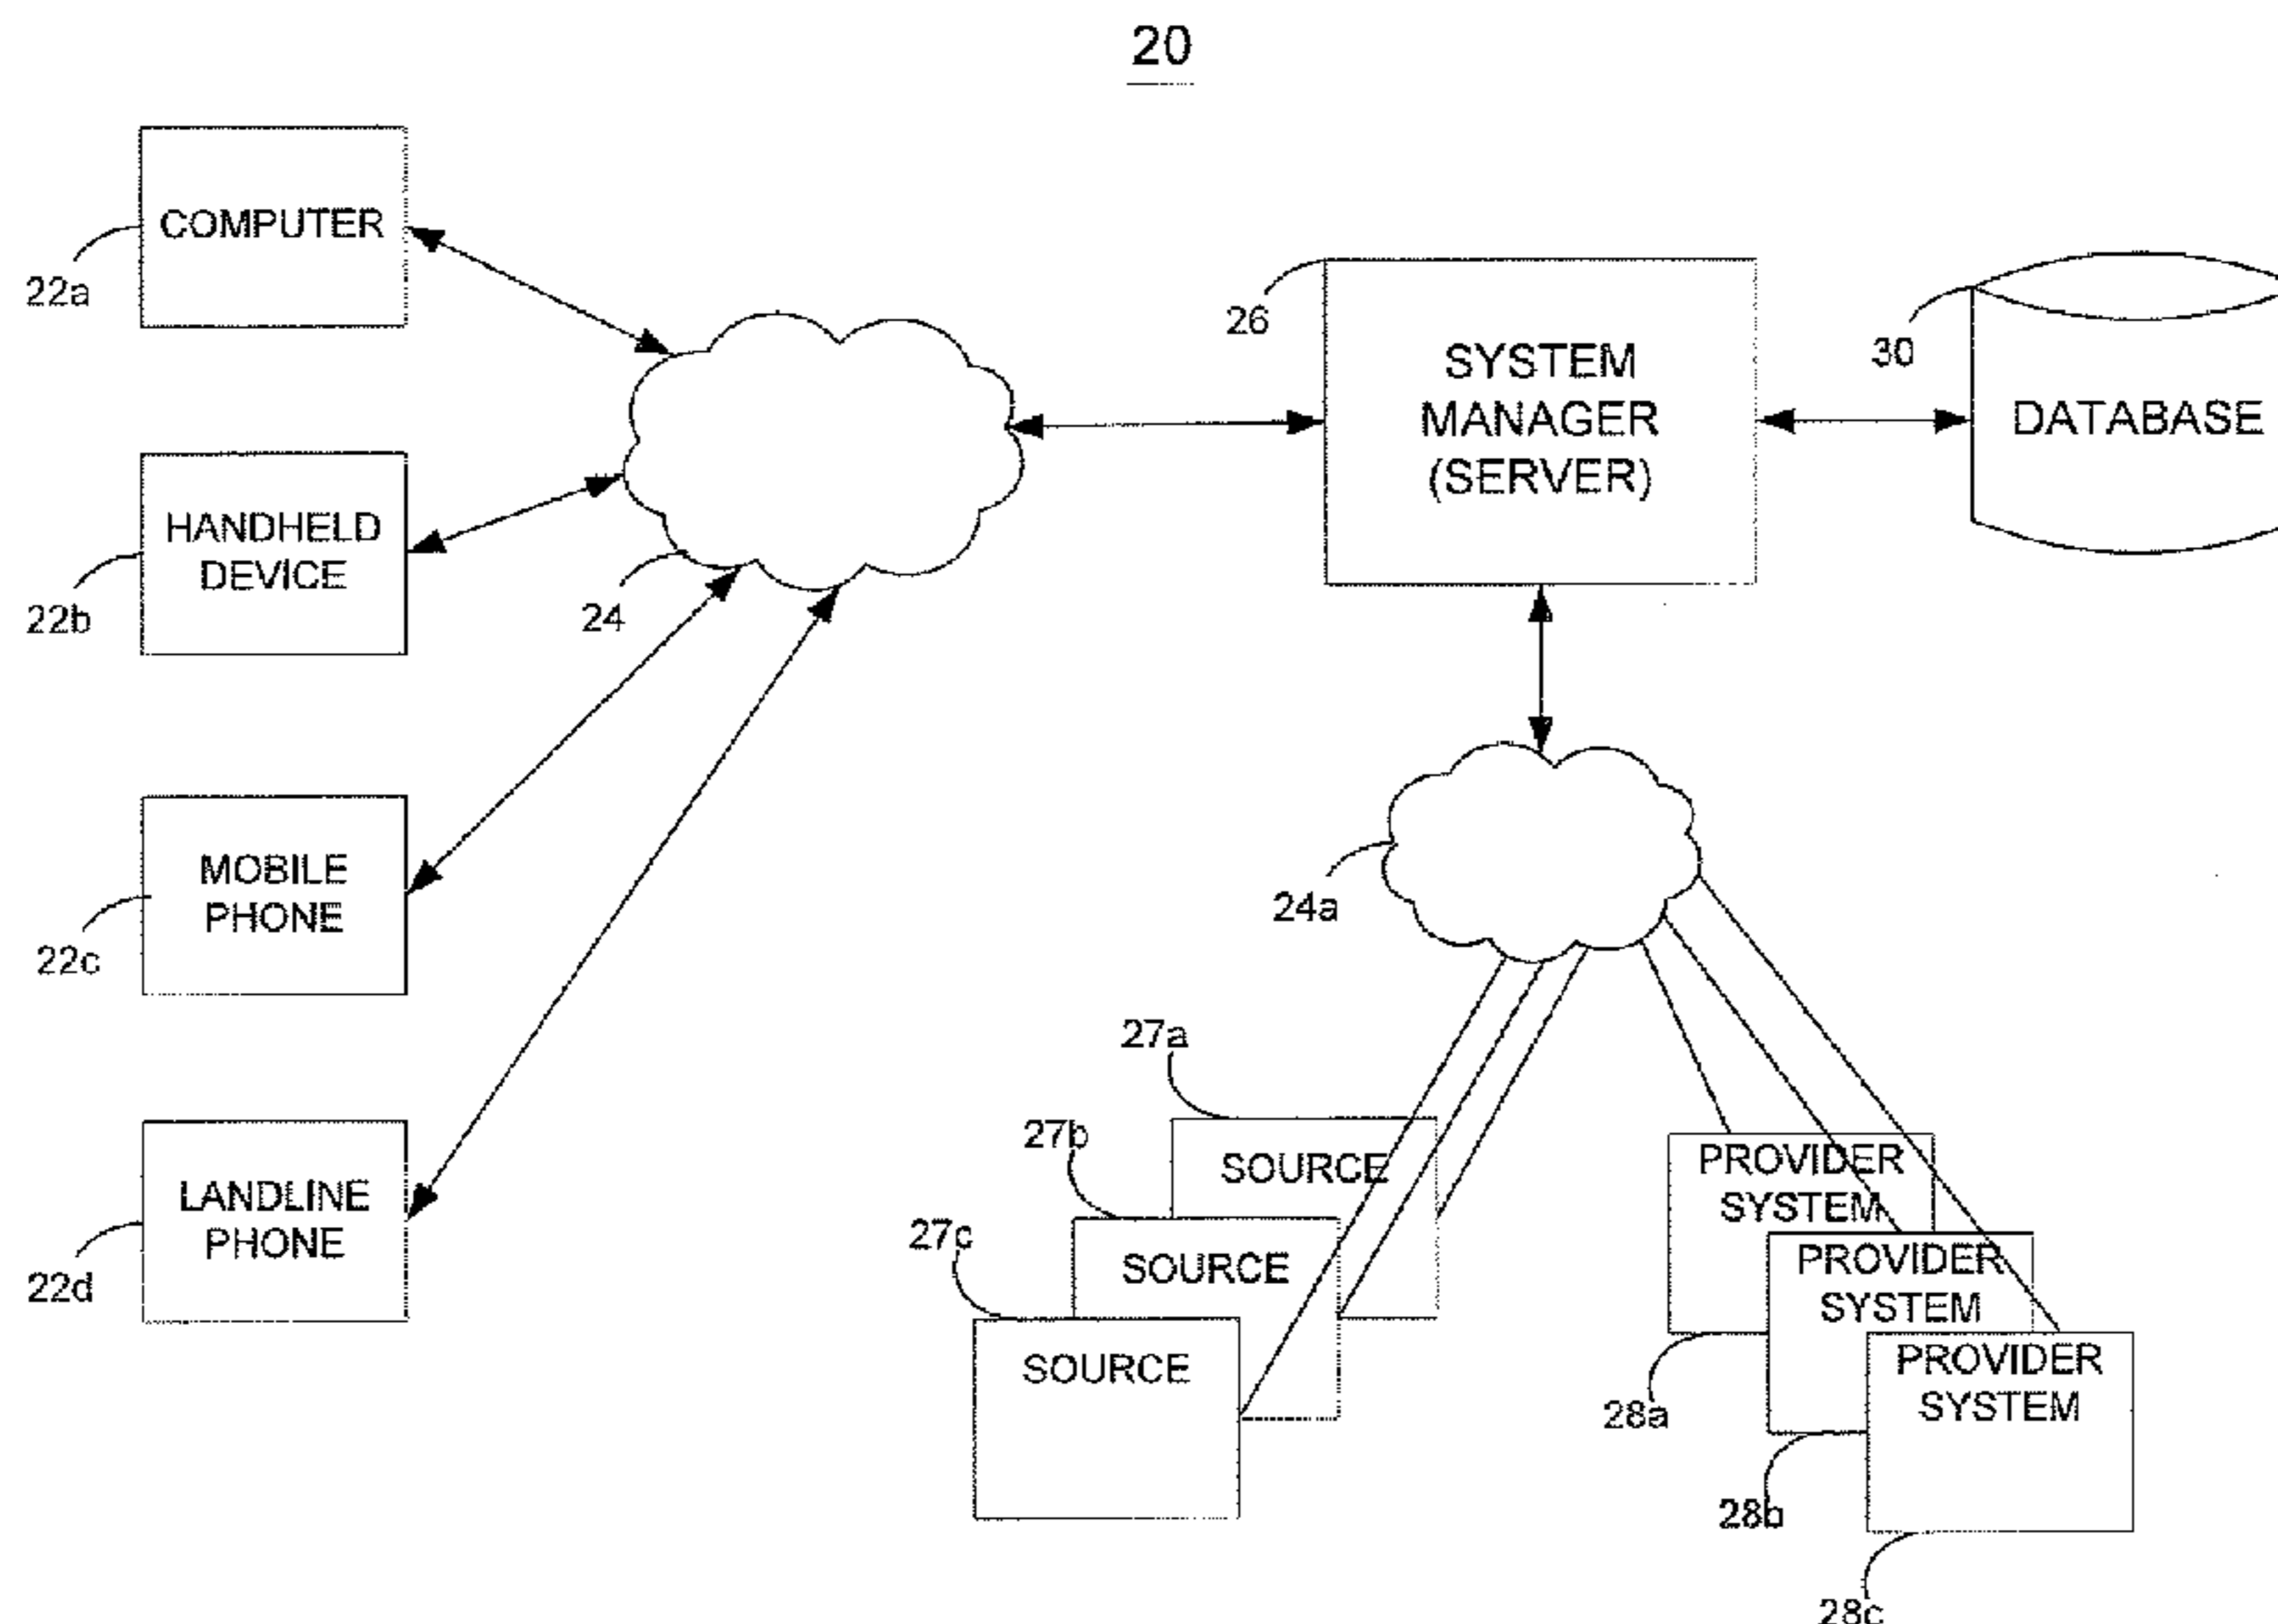 20
COMPUTER
22a
26
SYSTEM
MANAGER
(SERVER)
30
DATABASE
HANDHELD
DEVICE
22b
24
MOBILE
PHONE
22c
24a
LANDLINE
PHONE
22d
27a
SOURCE
27b
SOURCE
27c
SOURCE
PROVIDER
SYSTEM
28a
PROVIDER
SYSTEM
28b
PROVIDER
SYSTEM
28c